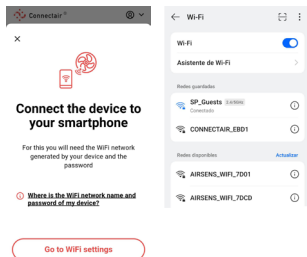 Connectair®
Connect the device to
your smartphone
For this you will need the WiFi network
generated by your device and the
password
Where is the WiFi network name and
password of my device?
Go to WiFi settings
Wi-Fi
Wi-Fi
Asistente de Wi-Fi
Redes guardadas
SP_Guests
Conectado
CONNECTAIR_EBD1
Redes disponibles
Actualizar
AIRSENS_WIFI_7D01
AIRSENS_WIFI_7DCD